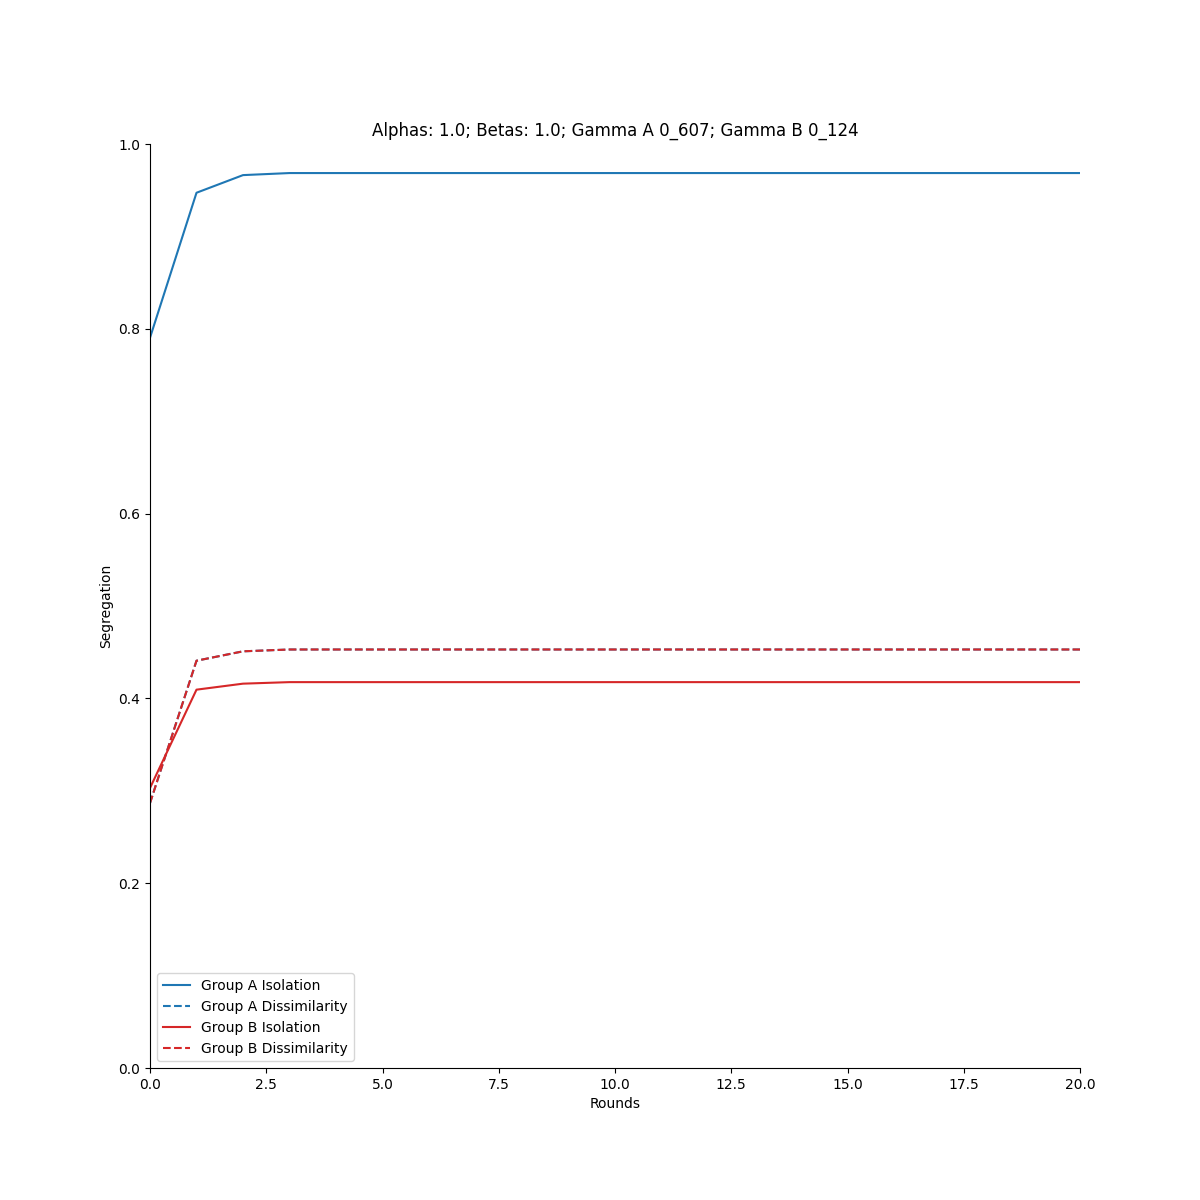 Alphas: 1.0; Betas: 1.0; Gamma A 0_607; Gamma B 0_124
1.0
0.8
0.6
0.4
0.2
0.0
Segregation
Group A Isolation
Group A Dissimilarity
Group B Isolation
Group B Dissimilarity
0.0 2.5 5.0 7.5 10.0 12.5 15.0 17.5 20.0
Rounds